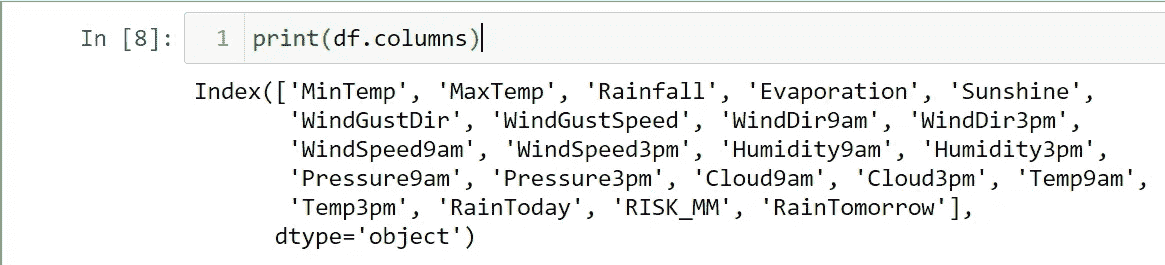 In [8]: 1 print(df.columns)
Index(['MinTemp', 'MaxTemp', 'Rainfall', 'Evaporation', 'Sunshine',
'WindGustDir', 'WindGustSpeed', 'WindDir9am', 'WindDir3pm',
'WindSpeed9am', 'WindSpeed3pm', 'Humidity9am', 'Humidity3pm',
'Pressure9am', 'Pressure3pm', 'Cloud9am', 'Cloud3pm', 'Temp9am',
'Temp3pm', 'RainToday', 'RISK_MM', 'RainTomorrow'],
dtype='object')